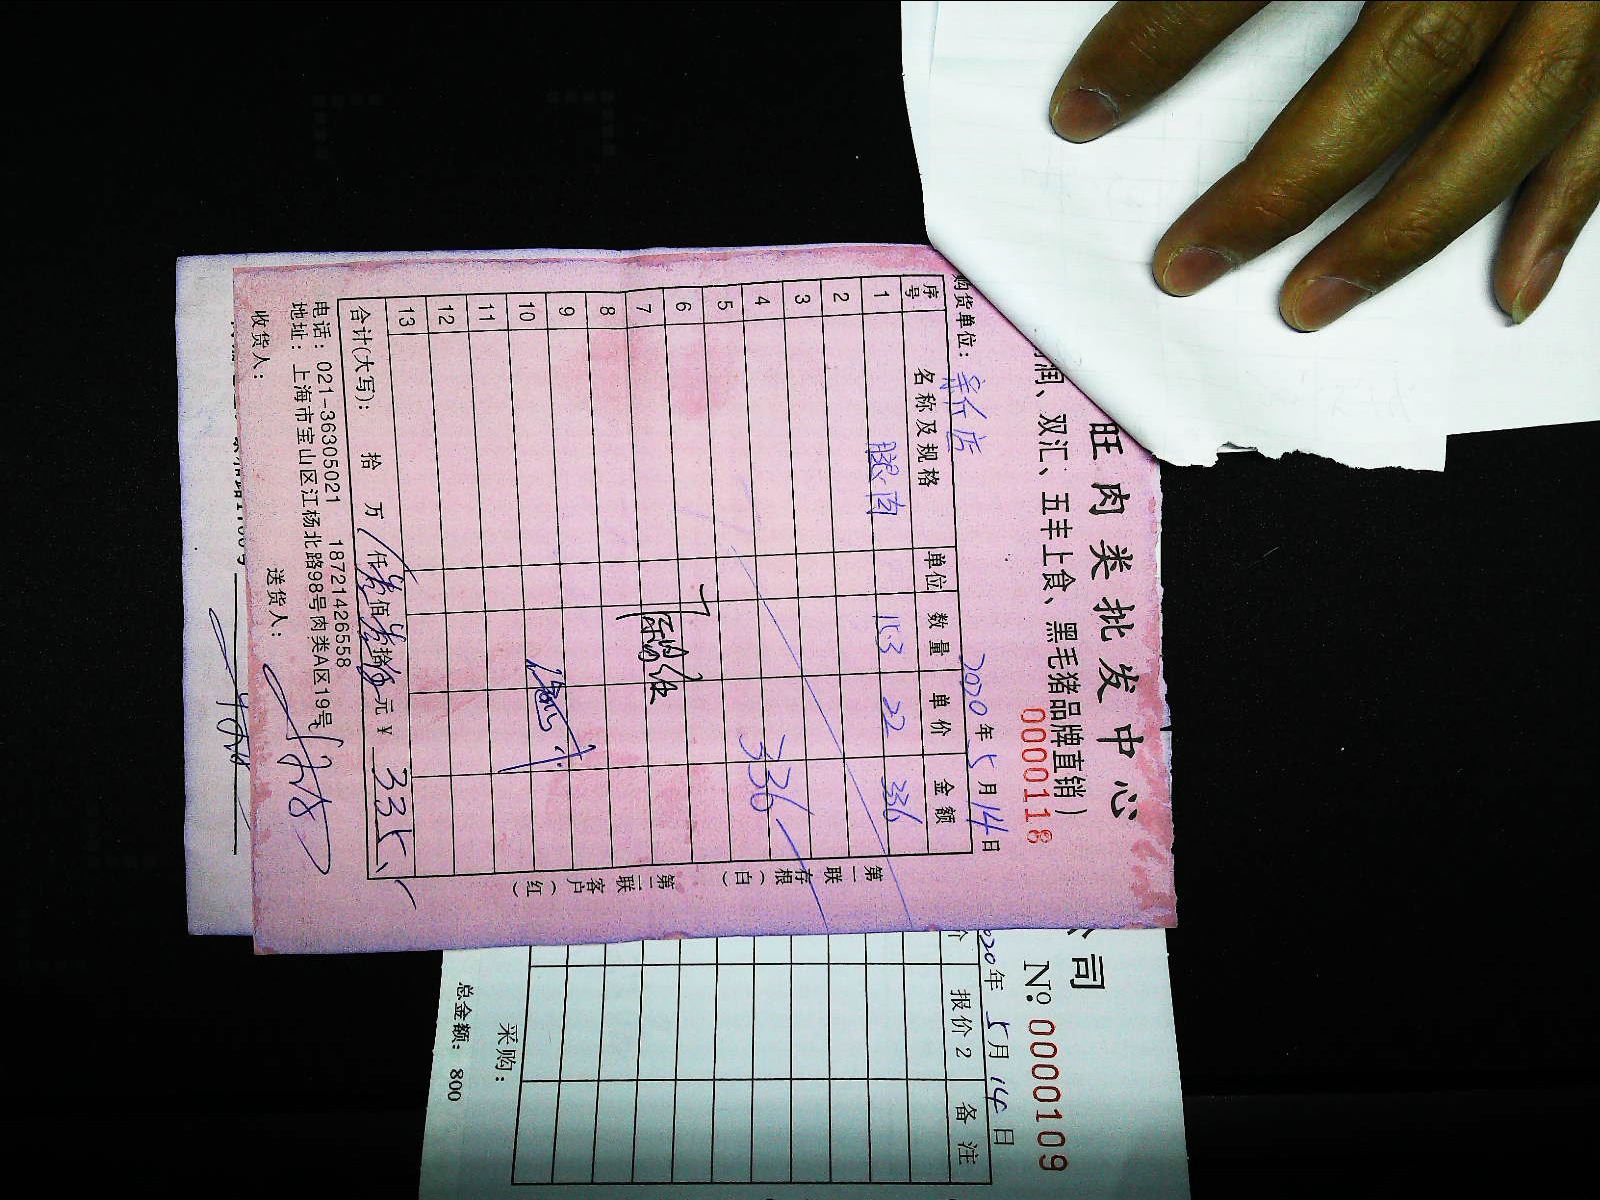 旺肉类批发中心
润、双汇、五丰上食、黑毛猪品牌直销）
0000118
购货单位：
2020年5月14日
序号 名称及规格 单位 数量 单价 金额
1 腿肉 15.3 22 336
2
3
4 336
5
6
7
8
9
10
11
12
13
合计(大写)： 拾 万 仟 佰 拾 元 ¥ 335
电话：021-36305021 18721426558
地址：上海市宝山区江杨北路98号肉类A区19号
收货人： 送货人：
第一联 存根（白）
第二联 客户（红）
公司
№.0000109
2020年5月14日
报价2 备注
采购：
总金额：800